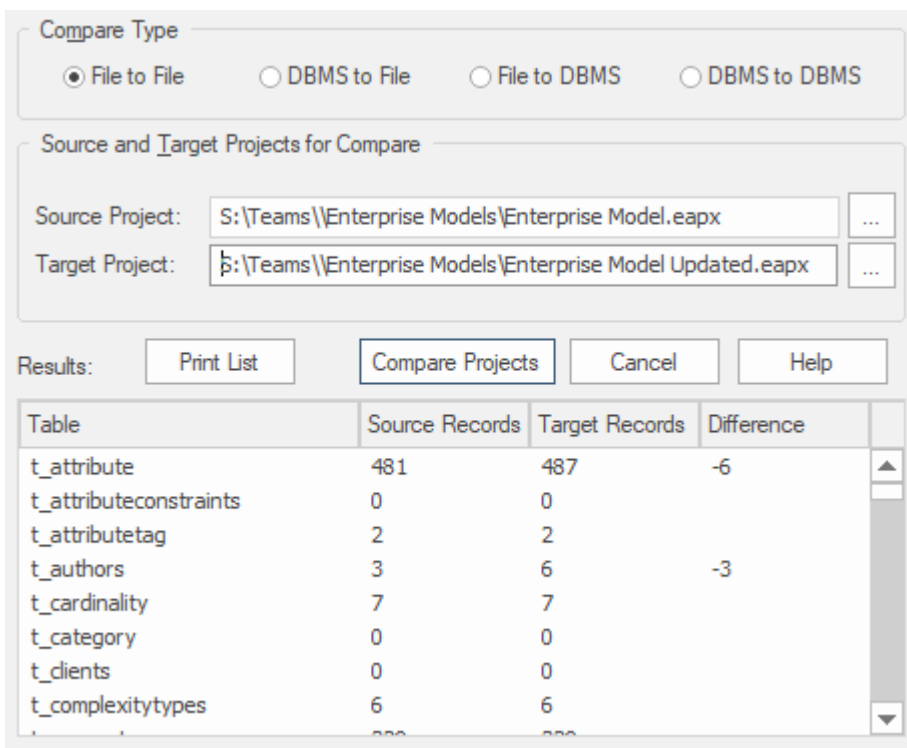 Compare Type
File to File DBMS to File File to DBMS DBMS to DBMS
Source and Target Projects for Compare
Source Project: S:\Teams\\Enterprise Models\Enterprise Model.eapx ...
Target Project: S:\Teams\\Enterprise Models\Enterprise Model Updated.eapx ...
Results: Print List Compare Projects Cancel Help
Table Source Records Target Records Difference
t_attribute 481 487 -6
t_attributeconstraints 0 0
t_attributetag 2 2
t_authors 3 6 -3
t_cardinality 7 7
t_category 0 0
t_clients 0 0
t_complexitytypes 6 6